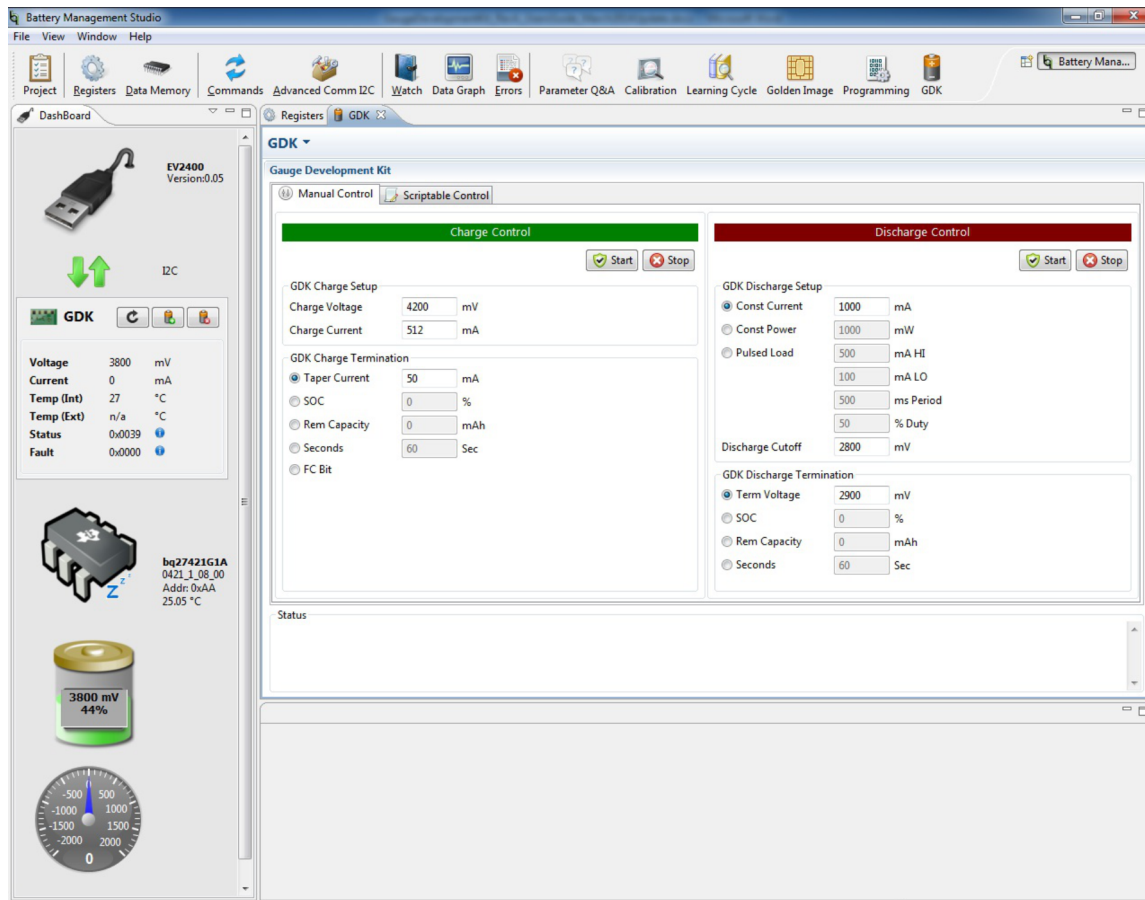 Battery Management Studio
File View Window Help
Project Registers Data Memory Commands Advanced Comm I2C Watch Data Graph Errors Parameter Q&A Calibration Learning Cycle Golden Image Programming GDK
Battery Mana...
DashBoard
EV2400
Version:0.05
I2C
GDK
Voltage 3800 mV
Current 0 mA
Temp (Int) 27 °C
Temp (Ext) n/a °C
Status 0x0039
Fault 0x0000
bq27421G1A
0421_1_08_00
Addr: 0xAA
25.05 °C
z z z
3800 mV
44%
0
-500 500
-1000 1000
-1500 1500
-2000 2000
0
Registers GDK
GDK
Gauge Development Kit
Manual Control Scriptable Control
Charge Control
Start Stop
GDK Charge Setup
Charge Voltage 4200 mV
Charge Current 512 mA
GDK Charge Termination
Taper Current 50 mA
SOC 0 %
Rem Capacity 0 mAh
Seconds 60 Sec
FC Bit
Discharge Control
Start Stop
GDK Discharge Setup
Const Current 1000 mA
Const Power 1000 mW
Pulsed Load 500 mA HI
100 mA LO
500 ms Period
50 % Duty
Discharge Cutoff 2800 mV
GDK Discharge Termination
Term Voltage 2900 mV
SOC 0 %
Rem Capacity 0 mAh
Seconds 60 Sec
Status